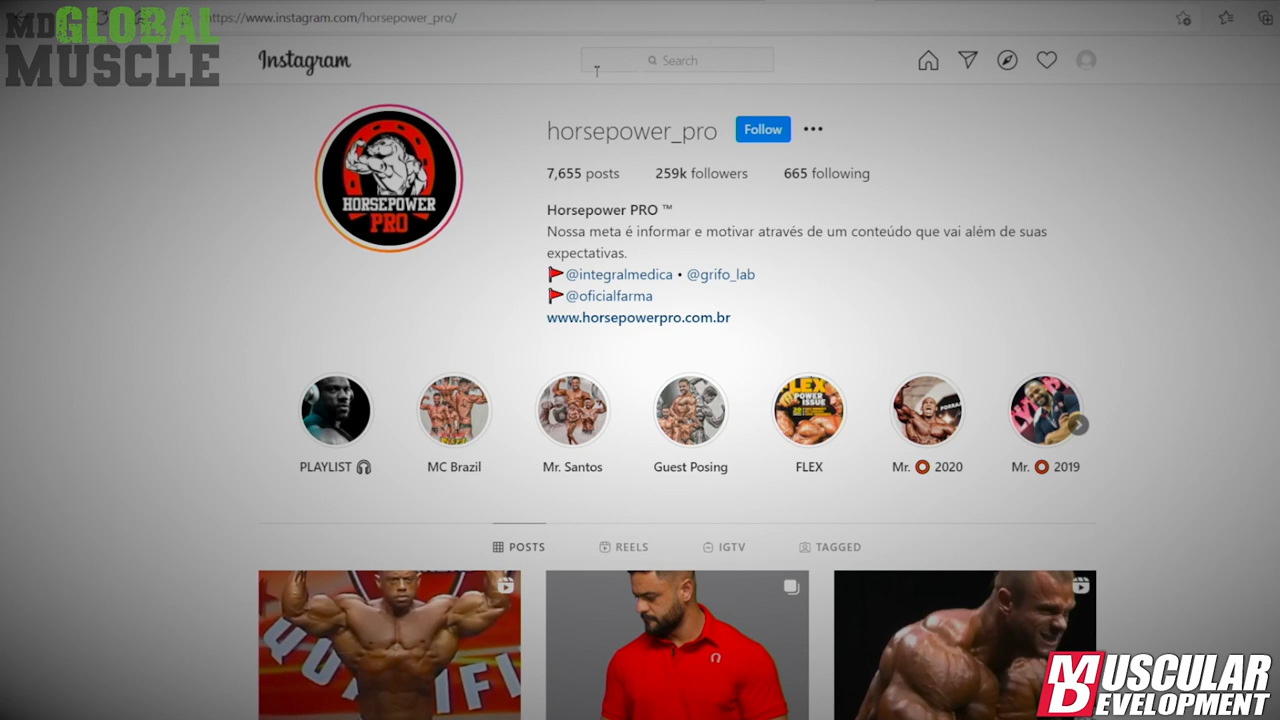 MD GLOBAL
MUSCLE
https://www.instagram.com/horsepower_pro/
Instagram
Search
HORSEPOWER
PRO
horsepower_pro
Follow
7,655 posts
259k followers
665 following
Horsepower PRO ™
Nossa meta é informar e motivar através de um conteúdo que vai além de suas
expectativas.
🚩@integralmedica • @grifo_lab
🚩@oficialfarma
www.horsepowerpro.com.br
FLEX
POWER
ISSUE
PLAYLIST 🎧
MC Brazil
Mr. Santos
Guest Posing
FLEX
Mr. ⭕ 2020
Mr. ⭕ 2019
POSTS
REELS
IGTV
TAGGED
MUSCULAR
DEVELOPMENT